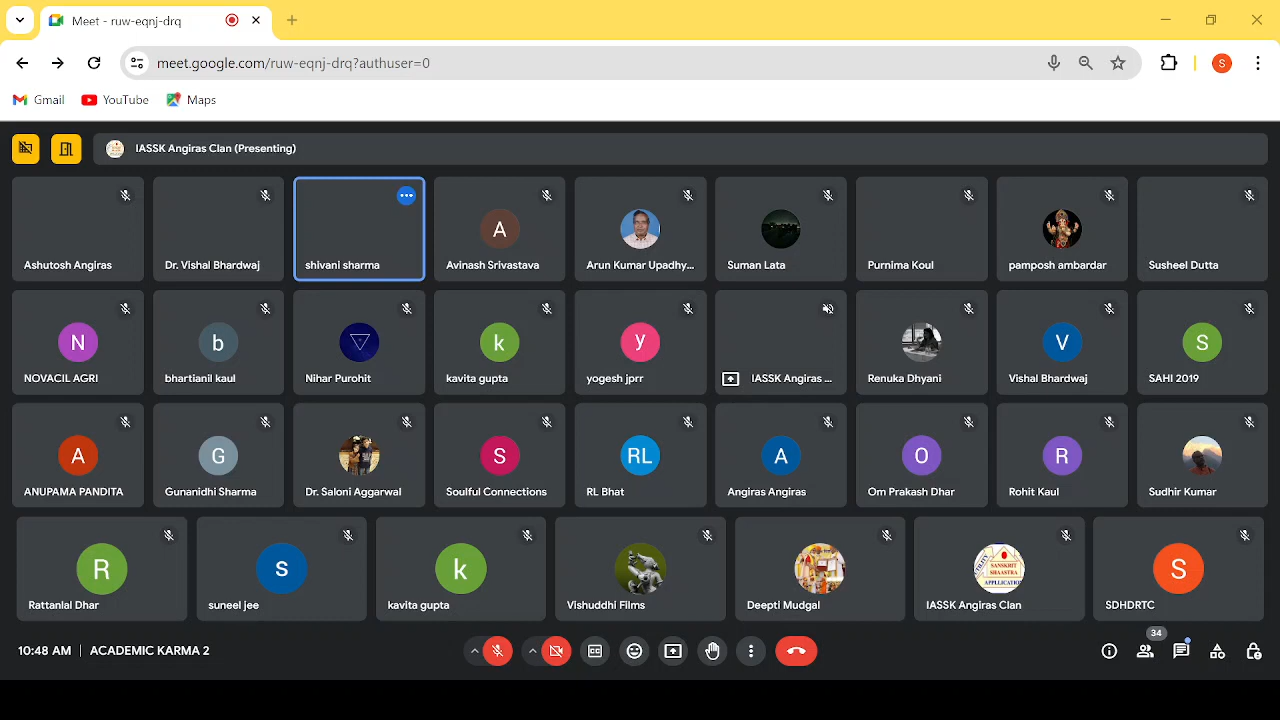 Meet - ruw-eqnj-drq
meet.google.com/ruw-eqnj-drq?authuser=0
S
Gmail
YouTube
Maps
IASSK Angiras Clan (Presenting)
Ashutosh Angiras
Dr. Vishal Bhardwaj
shivani sharma
A
Avinash Srivastava
Arun Kumar Upadhy...
Suman Lata
Purnima Koul
pamposh ambardar
Susheel Dutta
N
NOVACIL AGRI
b
bhartianil kaul
Nihar Purohit
k
kavita gupta
y
yogesh jprr
IASSK Angiras ...
Renuka Dhyani
V
Vishal Bhardwaj
S
SAHI 2019
A
ANUPAMA PANDITA
G
Gunanidhi Sharma
Dr. Saloni Aggarwal
S
Soulful Connections
RL
RL Bhat
A
Angiras Angiras
O
Om Prakash Dhar
R
Rohit Kaul
Sudhir Kumar
R
Rattanlal Dhar
s
suneel jee
k
kavita gupta
Vishuddhi Films
Deepti Mudgal
SANSKRIT
SHAASTRA
IASSK Angiras Clan
S
SDHDRTC
10:48 AM | ACADEMIC KARMA 2
34